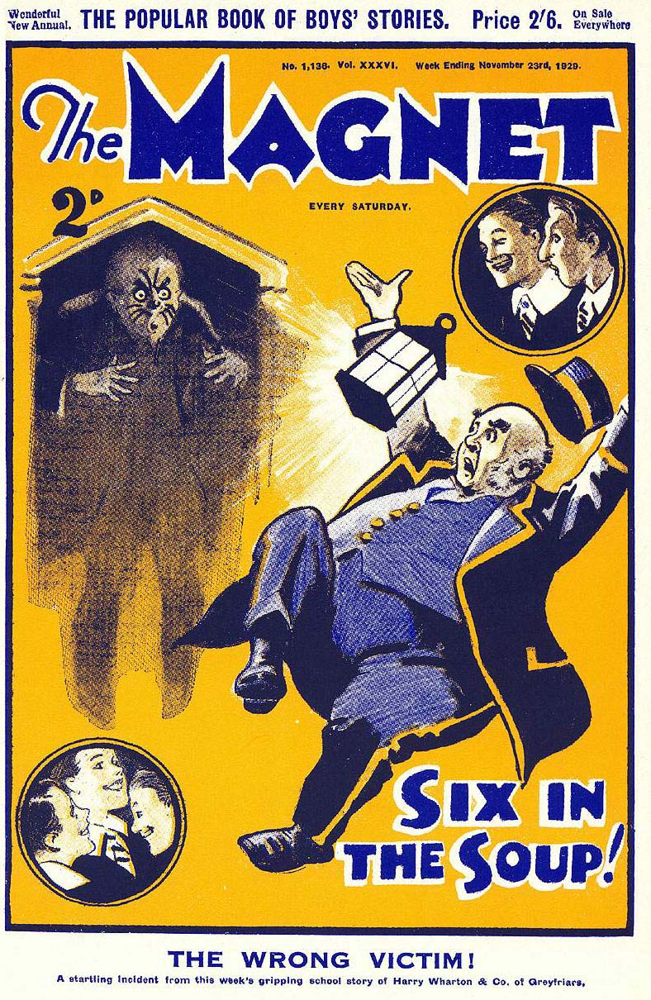 Wonderful New Annual. THE POPULAR BOOK OF BOYS' STORIES. Price 2/6. On Sale Everywhere
No. 1,136. Vol. XXXVI. Week Ending November 23rd, 1929.
The MAGNET
2D
EVERY SATURDAY.
SIX IN
THE SOUP!
THE WRONG VICTIM!
A startling incident from this week's gripping school story of Harry Wharton & Co. of Greyfriars,